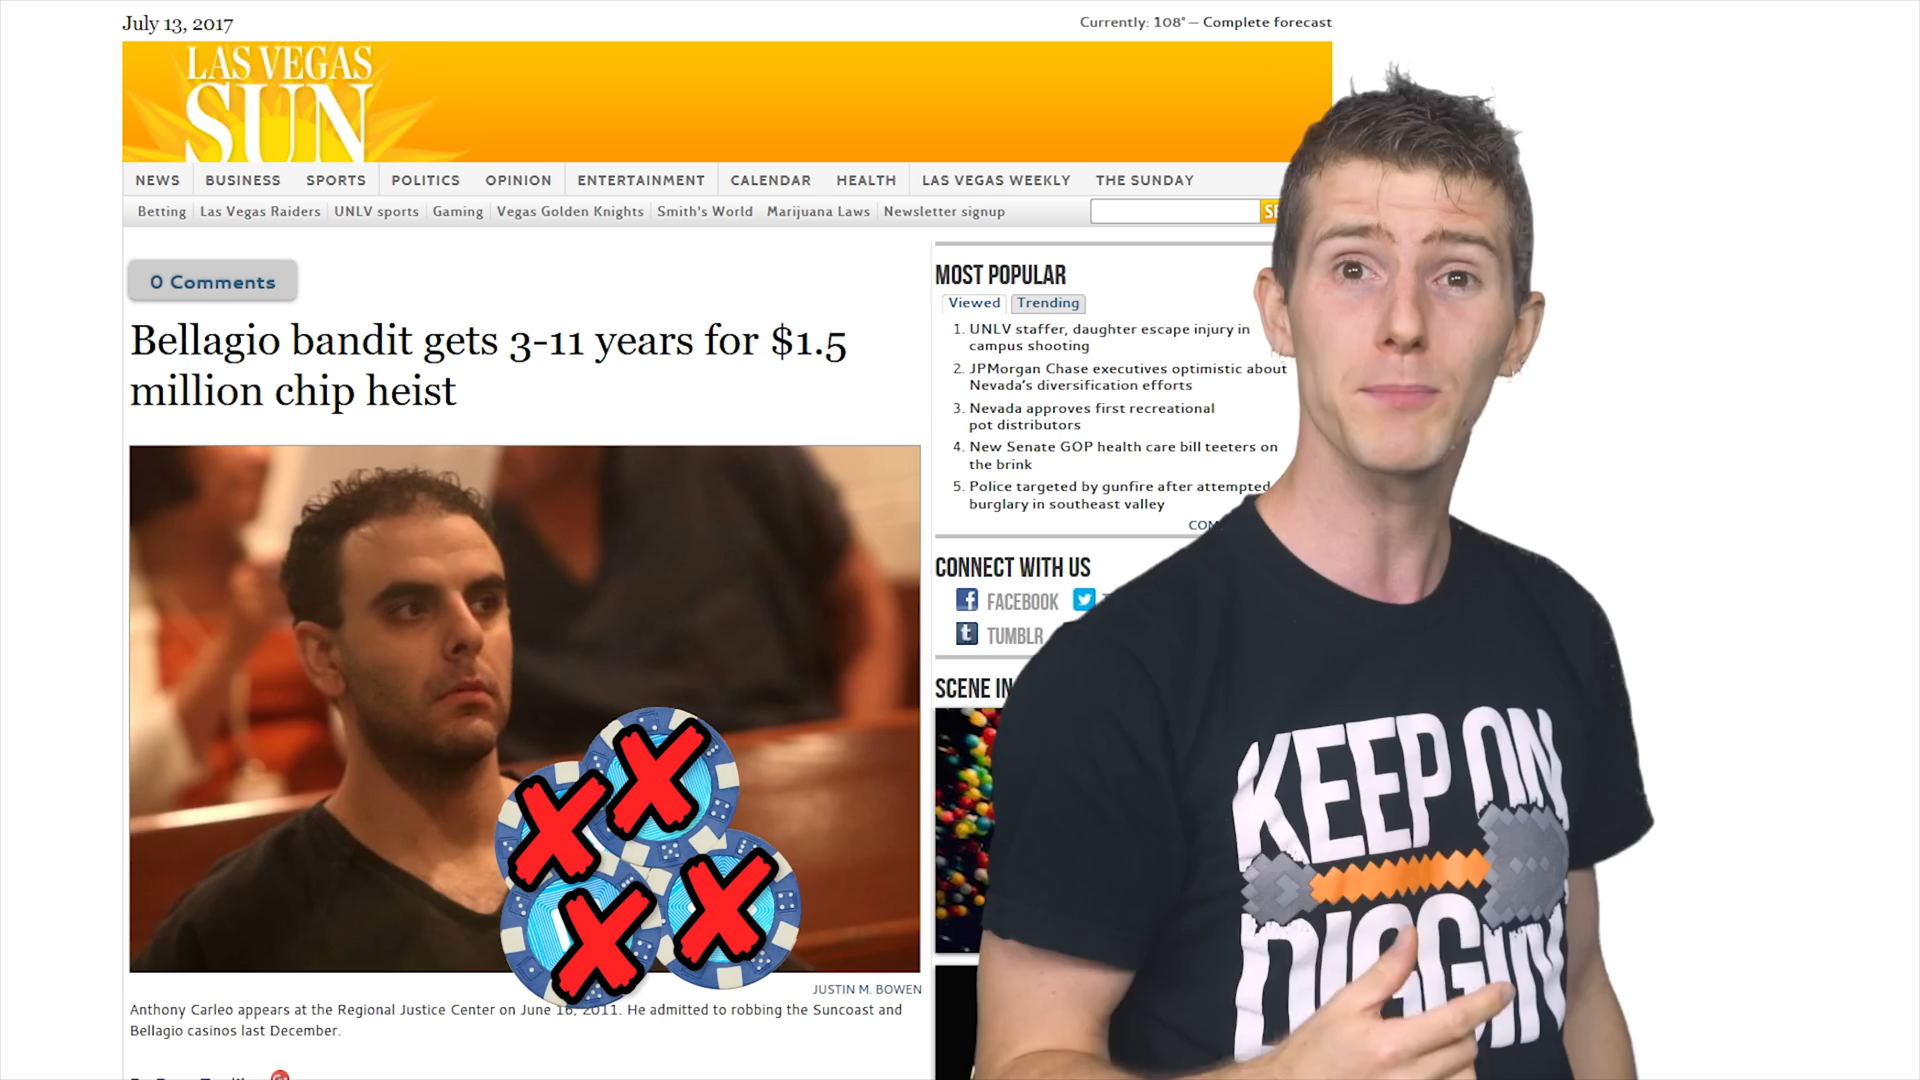 July 13, 2017
Currently: 108° — Complete forecast
LAS VEGAS
SUN
NEWS BUSINESS SPORTS POLITICS OPINION ENTERTAINMENT CALENDAR HEALTH LAS VEGAS WEEKLY THE SUNDAY
Betting Las Vegas Raiders UNLV sports Gaming Vegas Golden Knights Smith's World Marijuana Laws Newsletter signup
0 Comments
Bellagio bandit gets 3-11 years for $1.5
million chip heist
JUSTIN M. BOWEN
Anthony Carleo appears at the Regional Justice Center on June 16, 2011. He admitted to robbing the Suncoast and
Bellagio casinos last December.
MOST POPULAR
Viewed Trending
1. UNLV staffer, daughter escape injury in
campus shooting
2. JPMorgan Chase executives optimistic about
Nevada's diversification efforts
3. Nevada approves first recreational
pot distributors
4. New Senate GOP health care bill teeters on
the brink
5. Police targeted by gunfire after attempted
burglary in southeast valley
CONNECT WITH US
FACEBOOK
TUMBLR
SCENE IN
KEEP ON
DIGGIN